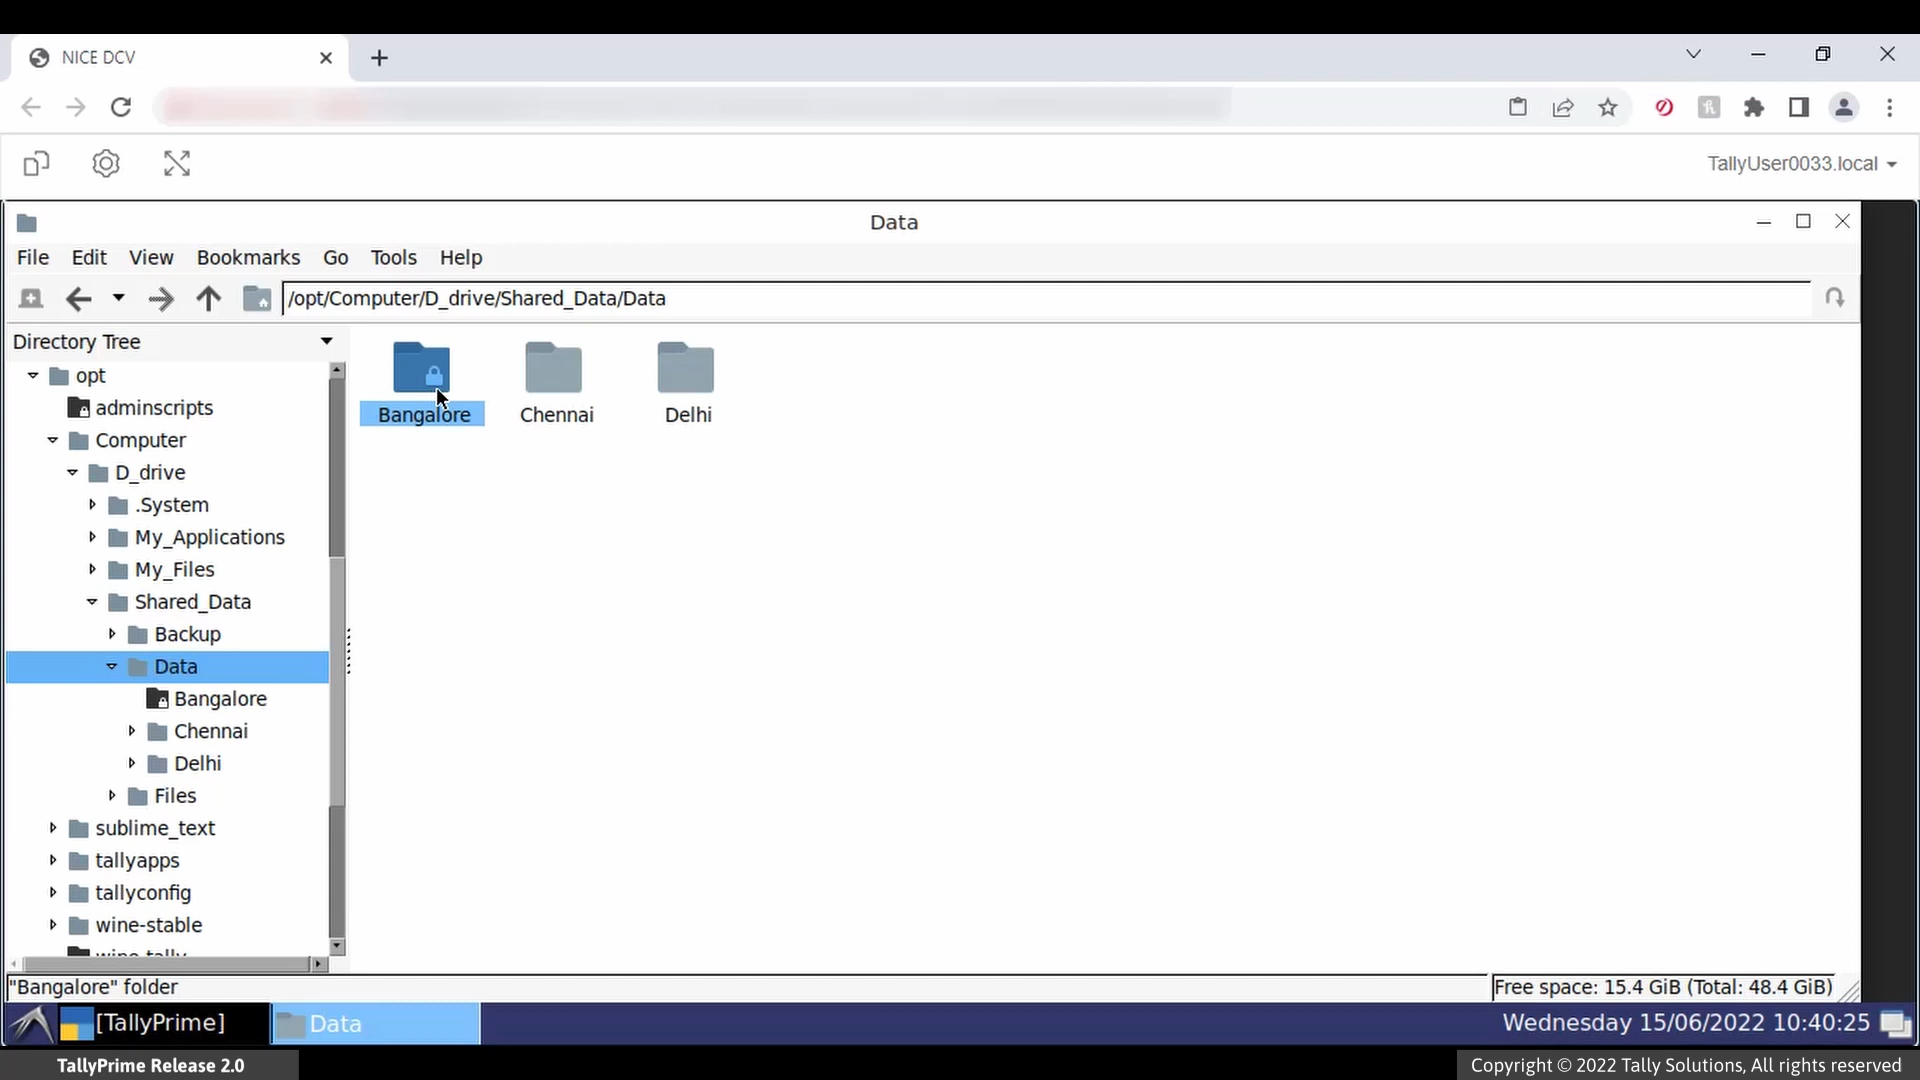 NICE DCV
TallyUser0033.local
Data
File Edit View Bookmarks Go Tools Help
/opt/Computer/D_drive/Shared_Data/Data
Directory Tree
opt
adminscripts
Computer
D_drive
.System
My_Applications
My_Files
Shared_Data
Backup
Data
Bangalore
Chennai
Delhi
Files
sublime_text
tallyapps
tallyconfig
wine-stable
wine-tally
Bangalore Chennai Delhi
"Bangalore" folder
Free space: 15.4 GiB (Total: 48.4 GiB)
[TallyPrime] Data
Wednesday 15/06/2022 10:40:25
TallyPrime Release 2.0
Copyright © 2022 Tally Solutions, All rights reserved